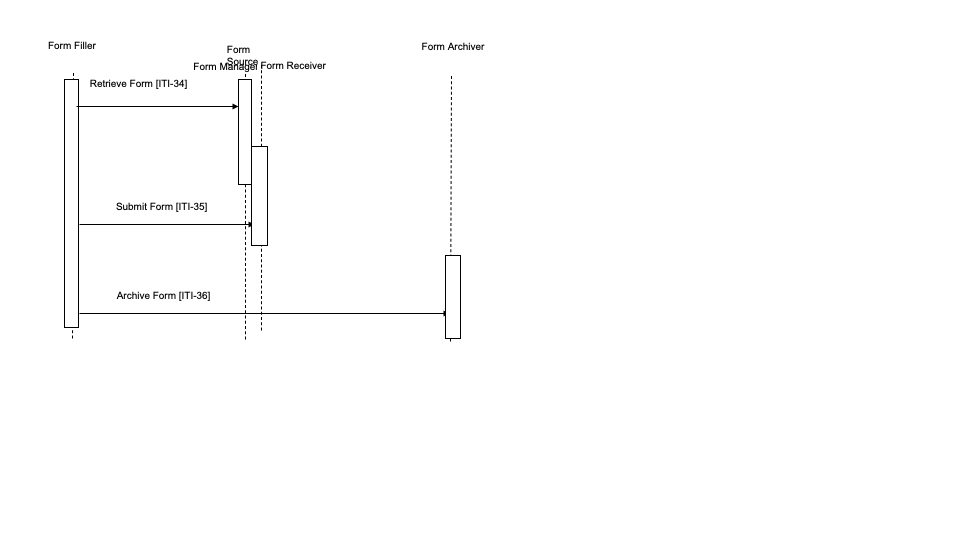 Form Filler
Form
Source
Form Manager
Form Receiver
Form Archiver
Retrieve Form [ITI-34]
Submit Form [ITI-35]
Archive Form [ITI-36]